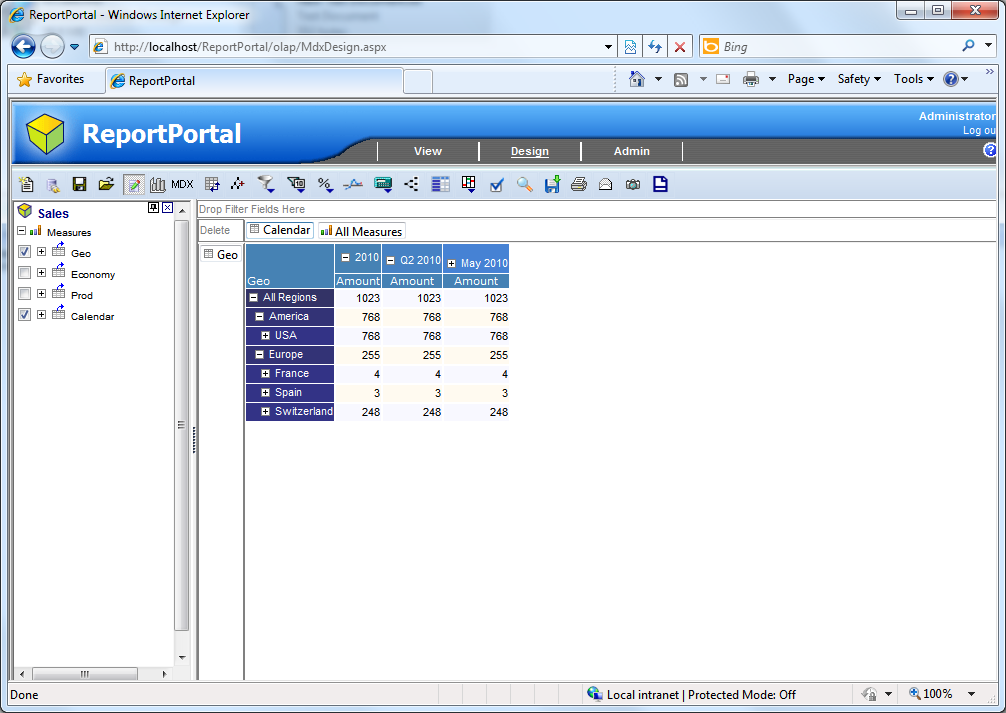 ReportPortal - Windows Internet Explorer
http://localhost/ReportPortal/olap/MdxDesign.aspx
Bing
Favorites
ReportPortal
Page
Safety
Tools
ReportPortal
Administrator
Log ou
View
Design
Admin
MDX
Sales
Measures
Geo
Economy
Prod
Calendar
Drop Filter Fields Here
Delete
Calendar
All Measures
Geo
2010 Q2 2010 May 2010
Geo Amount Amount Amount
All Regions 1023 1023 1023
America 768 768 768
USA 768 768 768
Europe 255 255 255
France 4 4 4
Spain 3 3 3
Switzerland 248 248 248
Done
Local intranet | Protected Mode: Off
100%